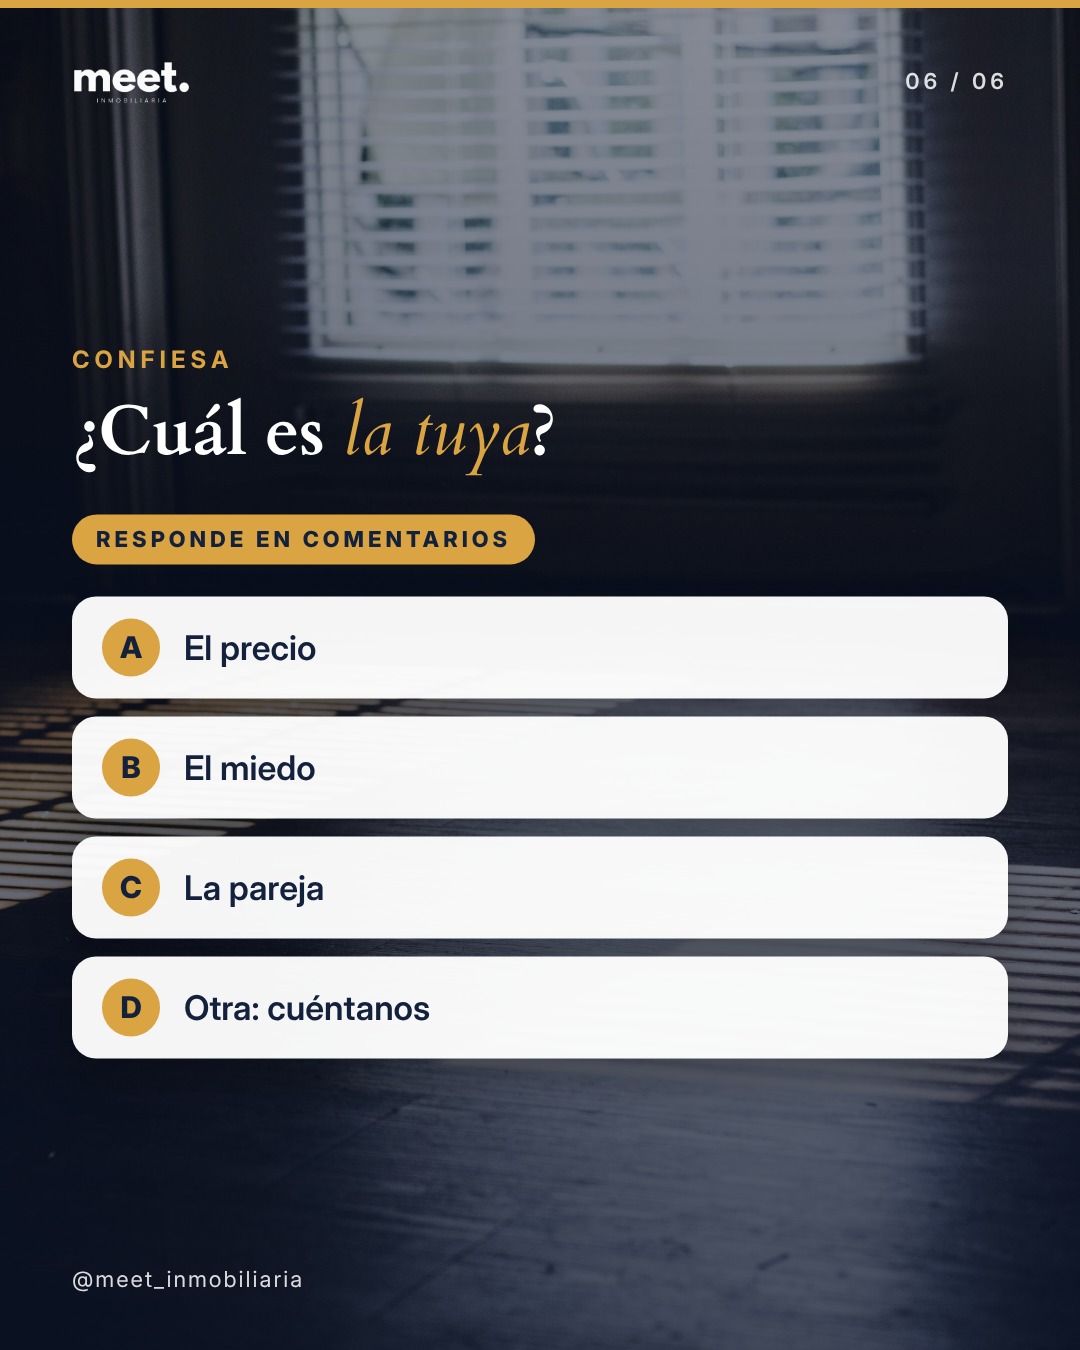 meet.
INMOBILIARIA
06 / 06
CONFIESA
¿Cuál es la tuya?
RESPONDE EN COMENTARIOS
A El precio
B El miedo
C La pareja
D Otra: cuéntanos
@meet_inmobiliaria